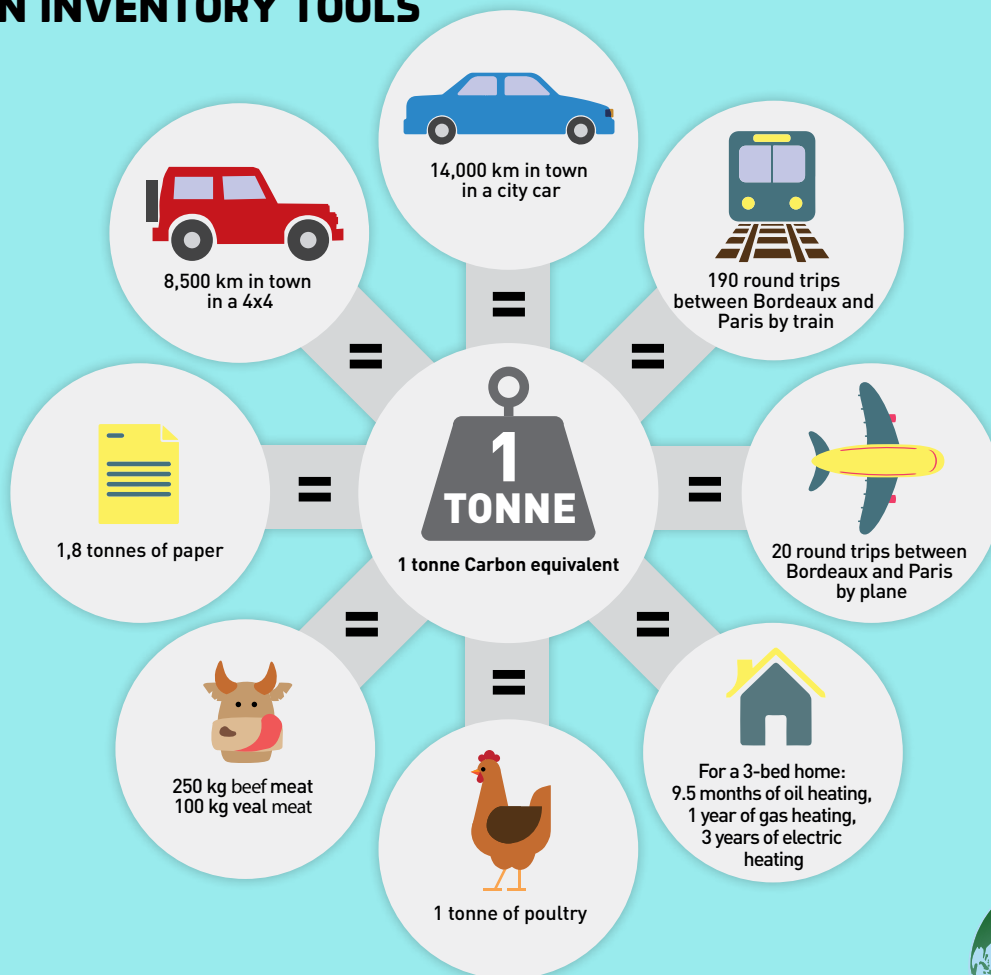 N INVENTORY TOOLS
14,000 km in town
in a city car
8,500 km in town
in a 4x4
190 round trips
between Bordeaux and
Paris by train
=
=
=
1
TONNE
1 tonne Carbon equivalent
=
=
1,8 tonnes of paper
20 round trips between
Bordeaux and Paris
by plane
=
=
=
250 kg beef meat
100 kg veal meat
For a 3-bed home:
9.5 months of oil heating,
1 year of gas heating,
3 years of electric
heating
1 tonne of poultry